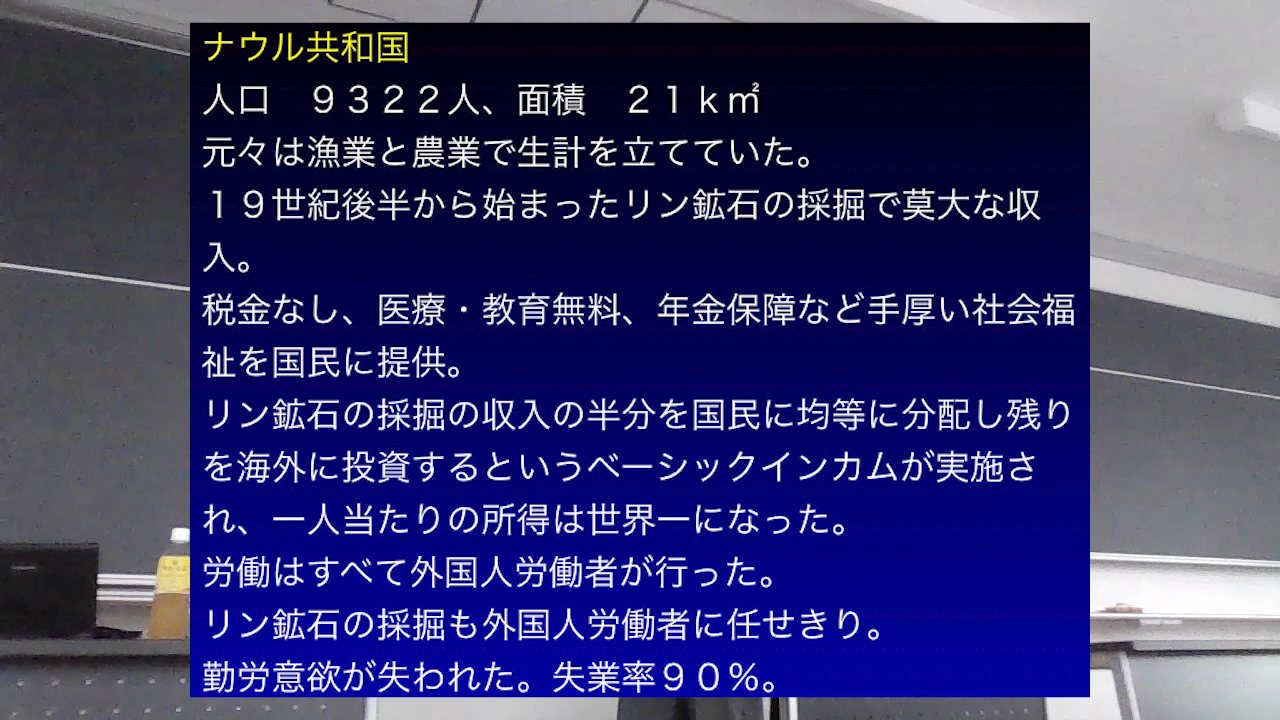 ナウル共和国
人口　９３２２人、面積　２１ｋ㎡
元々は漁業と農業で生計を立てていた。
１９世紀後半から始まったリン鉱石の採掘で莫大な収
入。
税金なし、医療・教育無料、年金保障など手厚い社会福
祉を国民に提供。
リン鉱石の採掘の収入の半分を国民に均等に分配し残り
を海外に投資するというベーシックインカムが実施さ
れ、一人当たりの所得は世界一になった。
労働はすべて外国人労働者が行った。
リン鉱石の採掘も外国人労働者に任せきり。
勤労意欲が失われた。失業率９０％。